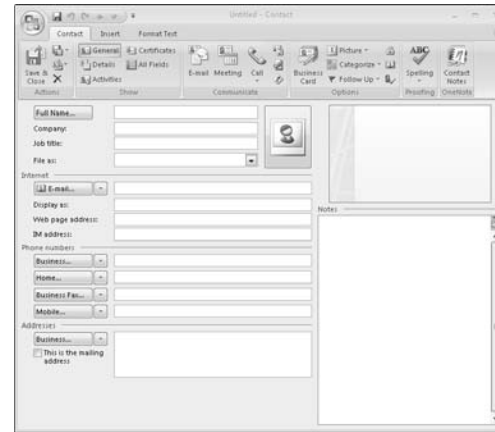 Untitled - Contact
Contact Insert Format Text
Save & Close
General
Details
Activities
Certificates
All Fields
E-mail Meeting Call
Business Card
Picture
Categorize
Follow Up
ABC
Spelling
Contact Notes
Actions Show Communicate Options Proofing OneNote
Full Name...
Company:
Job title:
File as:
Internet
E-mail...
Display as:
Web page address:
IM address:
Phone numbers
Business...
Home...
Business Fax...
Mobile...
Addresses
Business...
This is the mailing
address
Notes